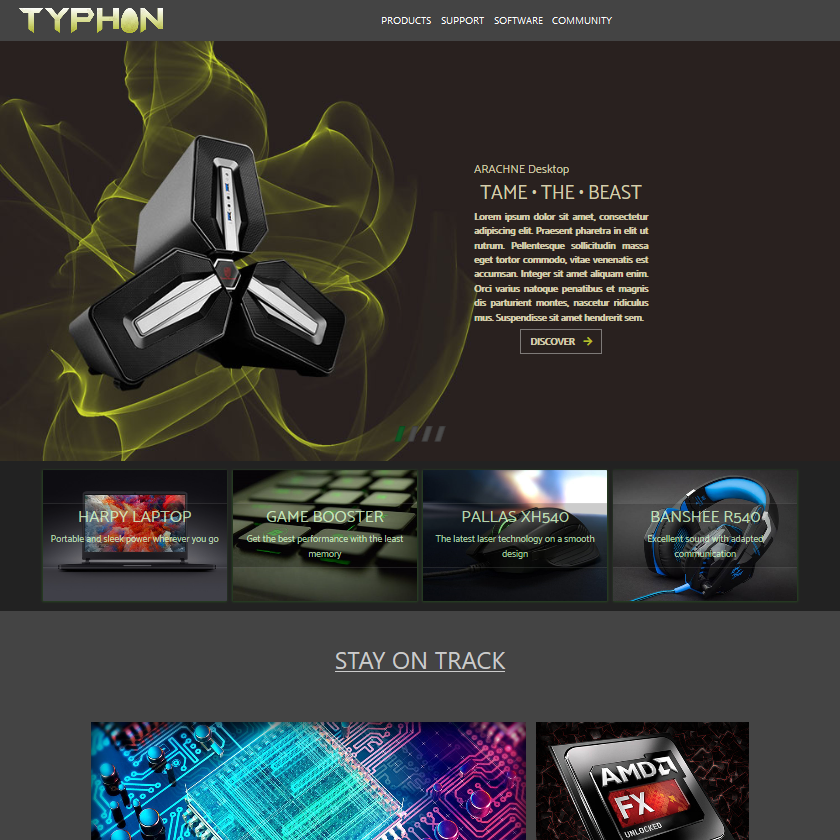 TYPHON
PRODUCTS SUPPORT SOFTWARE COMMUNITY
ARACHNE Desktop
TAME • THE • BEAST
Lorem ipsum dolor sit amet, consectetur
adipiscing elit. Praesent pharetra in elit ut
rutrum. Pellentesque sollicitudin massa
eget tortor commodo, vitae venenatis est
accumsan. Integer sit amet aliquam enim.
Orci varius natoque penatibus et magnis
dis parturient montes, nascetur ridiculus
mus. Suspendisse sit amet hendrerit sem.
DISCOVER
HARPY LAPTOP
Portable and sleek power wherever you go
GAME BOOSTER
Get the best performance with the least
memory
PALLAS XH540
The latest laser technology on a smooth
design
BANSHEE R540
Excellent sound with adapted
communication
STAY ON TRACK
AMD
FX
UNLOCKED